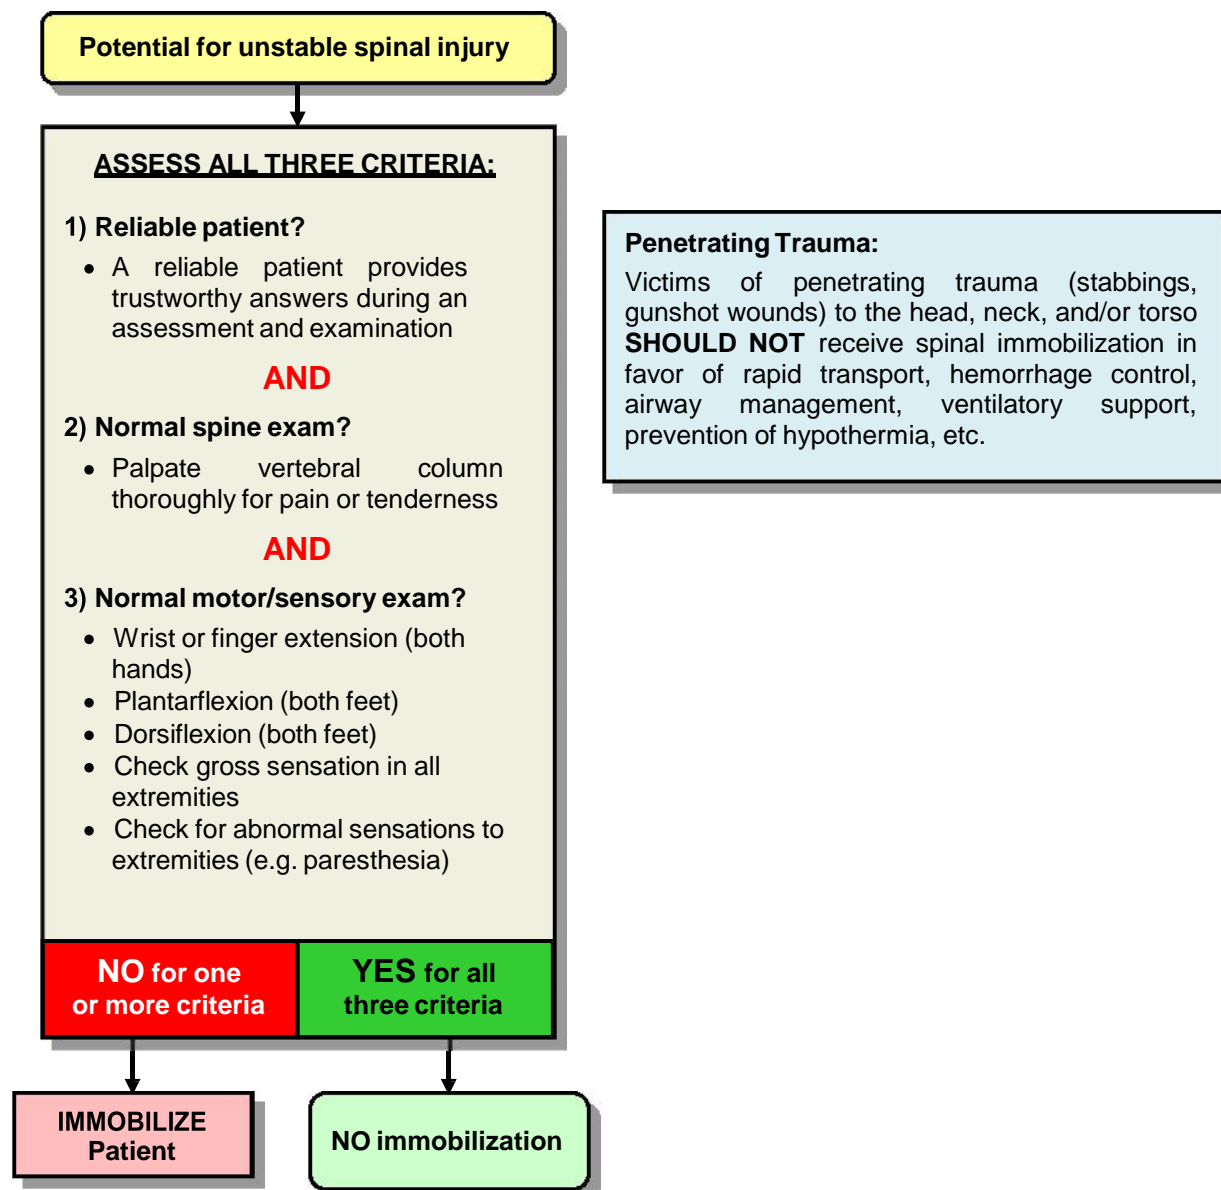 Potential for unstable spinal injury
ASSESS ALL THREE CRITERIA:
1) Reliable patient?
• A reliable patient provides
trustworthy answers during an
assessment and examination
AND
2) Normal spine exam?
• Palpate vertebral column
thoroughly for pain or tenderness
AND
3) Normal motor/sensory exam?
• Wrist or finger extension (both
hands)
• Plantarflexion (both feet)
• Dorsiflexion (both feet)
• Check gross sensation in all
extremities
• Check for abnormal sensations to
extremities (e.g. paresthesia)
NO for one
or more criteria
YES for all
three criteria
IMMOBILIZE
Patient
NO immobilization
Penetrating Trauma:
Victims of penetrating trauma (stabbings,
gunshot wounds) to the head, neck, and/or torso
SHOULD NOT receive spinal immobilization in
favor of rapid transport, hemorrhage control,
airway management, ventilatory support,
prevention of hypothermia, etc.